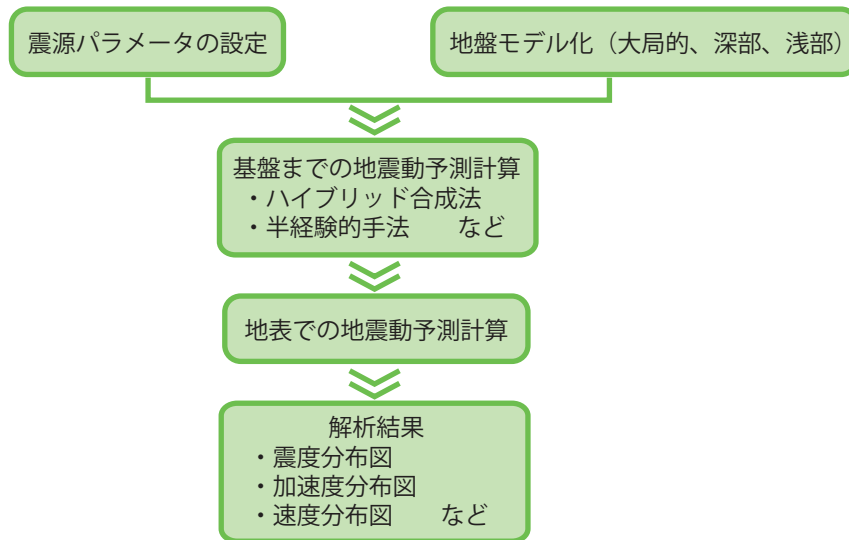 震源パラメータの設定
地盤モデル化（大局的、深部、浅部）
基盤までの地震動予測計算
・ハイブリッド合成法
・半経験的手法　　など
地表での地震動予測計算
解析結果
・震度分布図
・加速度分布図
・速度分布図　　など